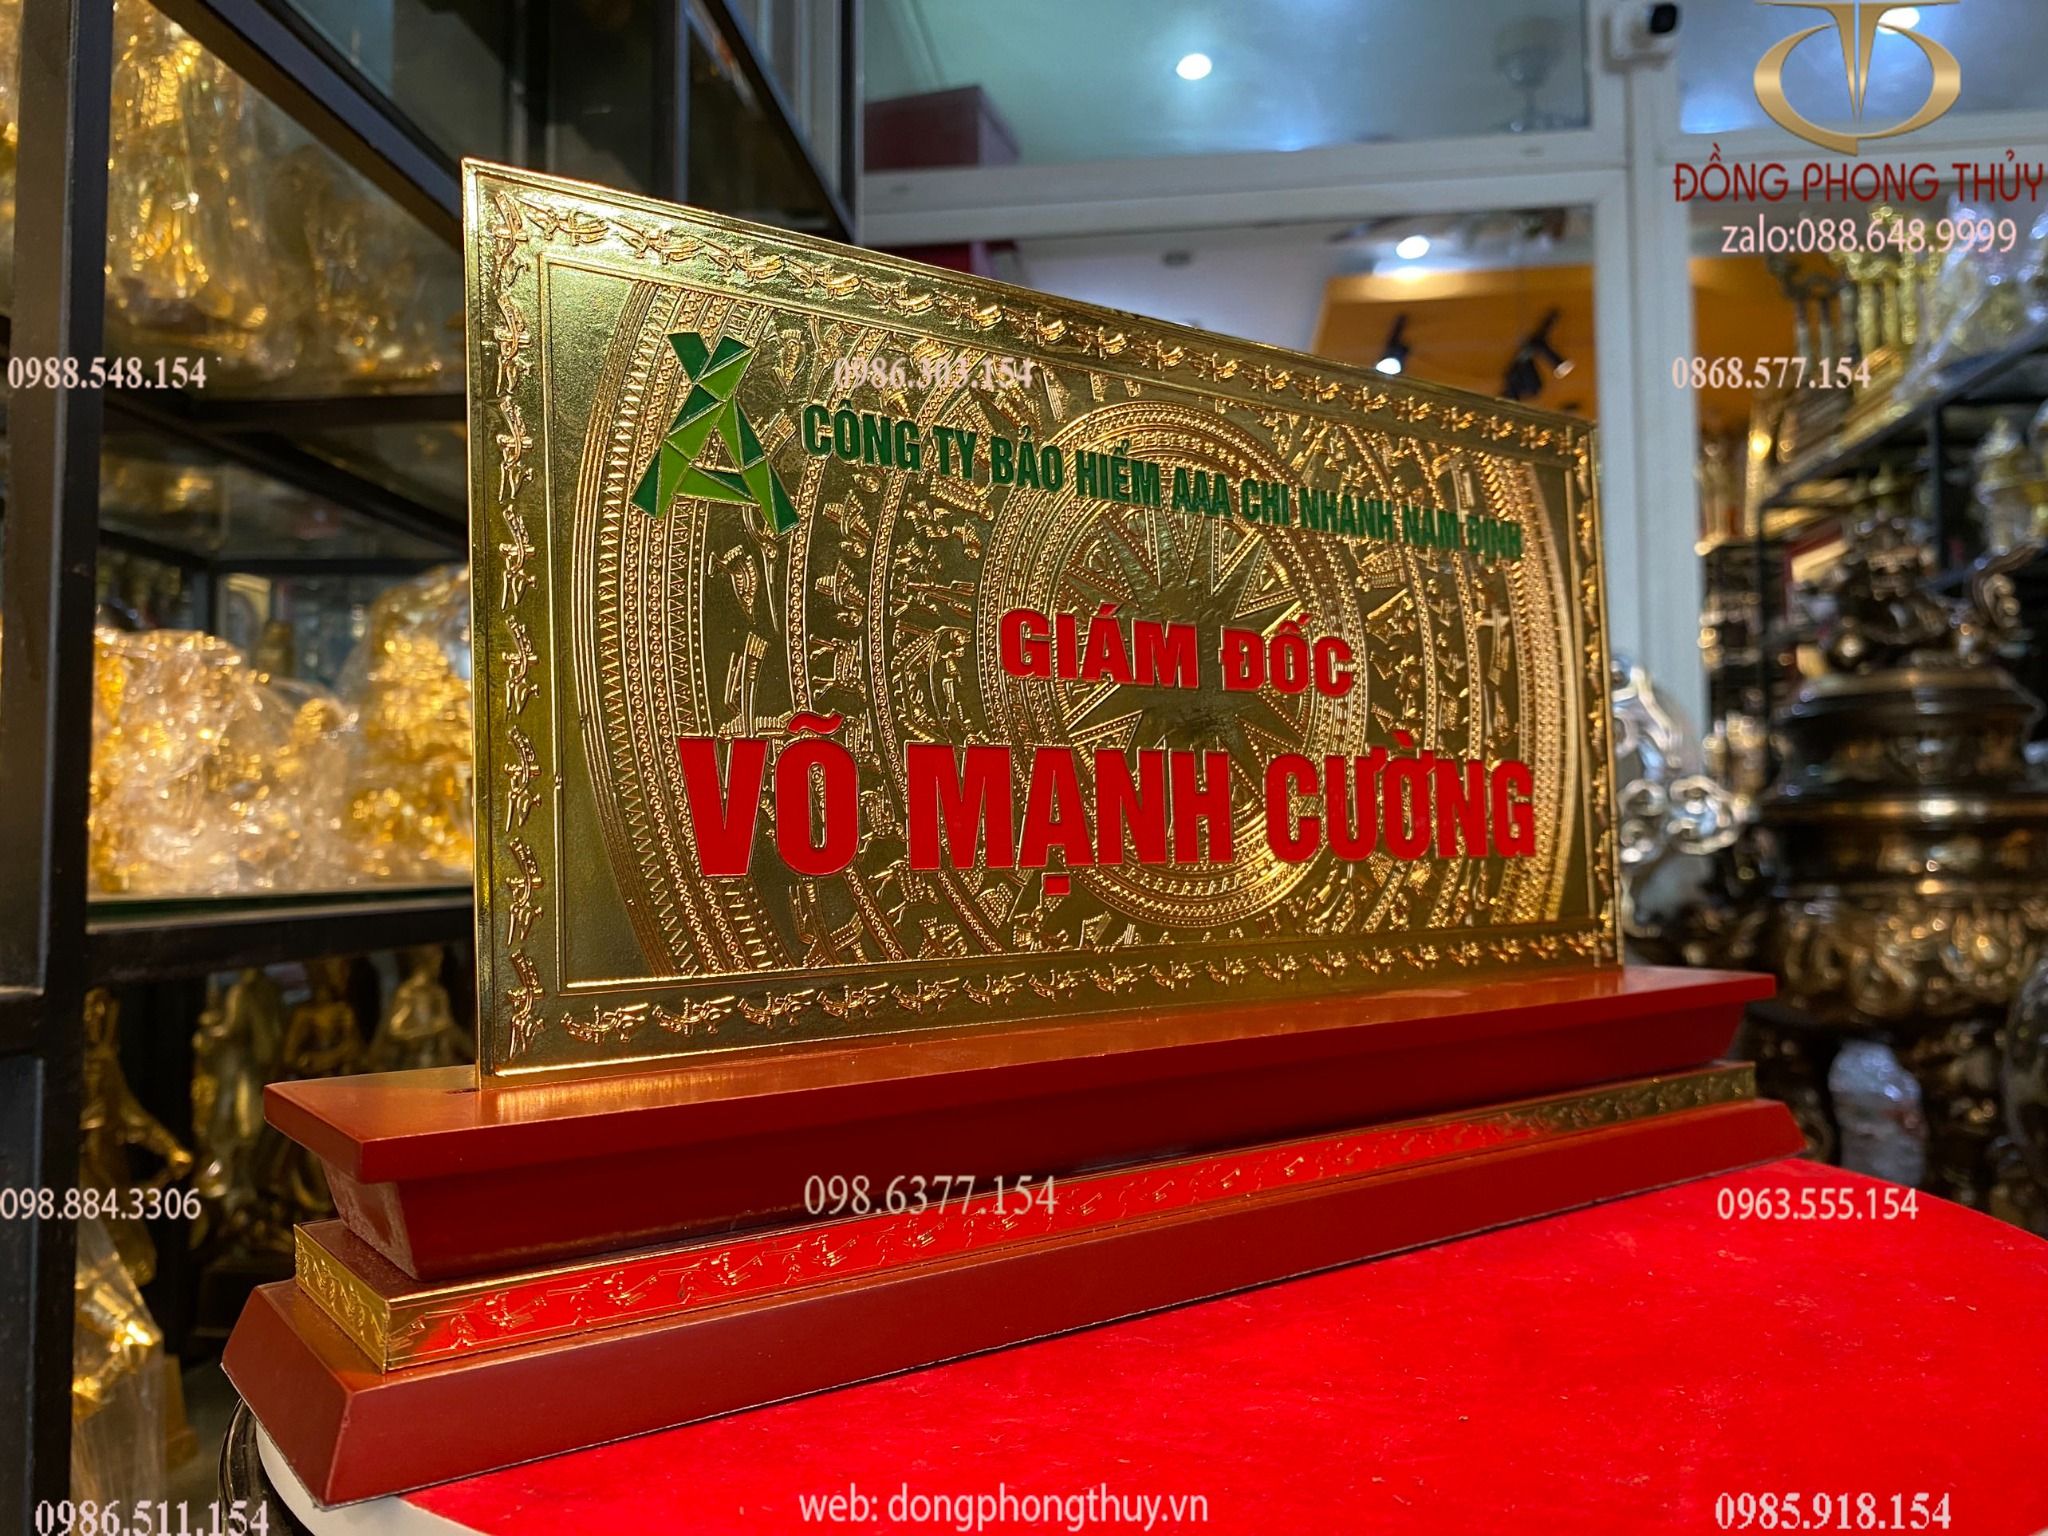 ĐỒNG PHONG THỦY
zalo:088.648.9999
0988.548.154
0986.303.154
0868.577.154
CÔNG TY BẢO HIỂM AAA CHI NHÁNH NAM ĐỊNH
GIÁM ĐỐC
VÕ MẠNH CƯỜNG
098.884.3306
098.6377.154
0963.555.154
0986.511.154
web: dongphongthuy.vn
0985.918.154